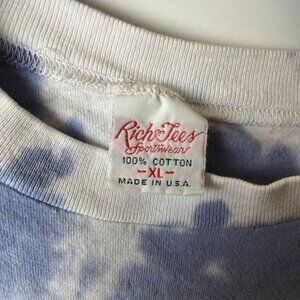 Rich Tees
Sportswear
100% COTTON
-XL-
MADE IN U.S.A.